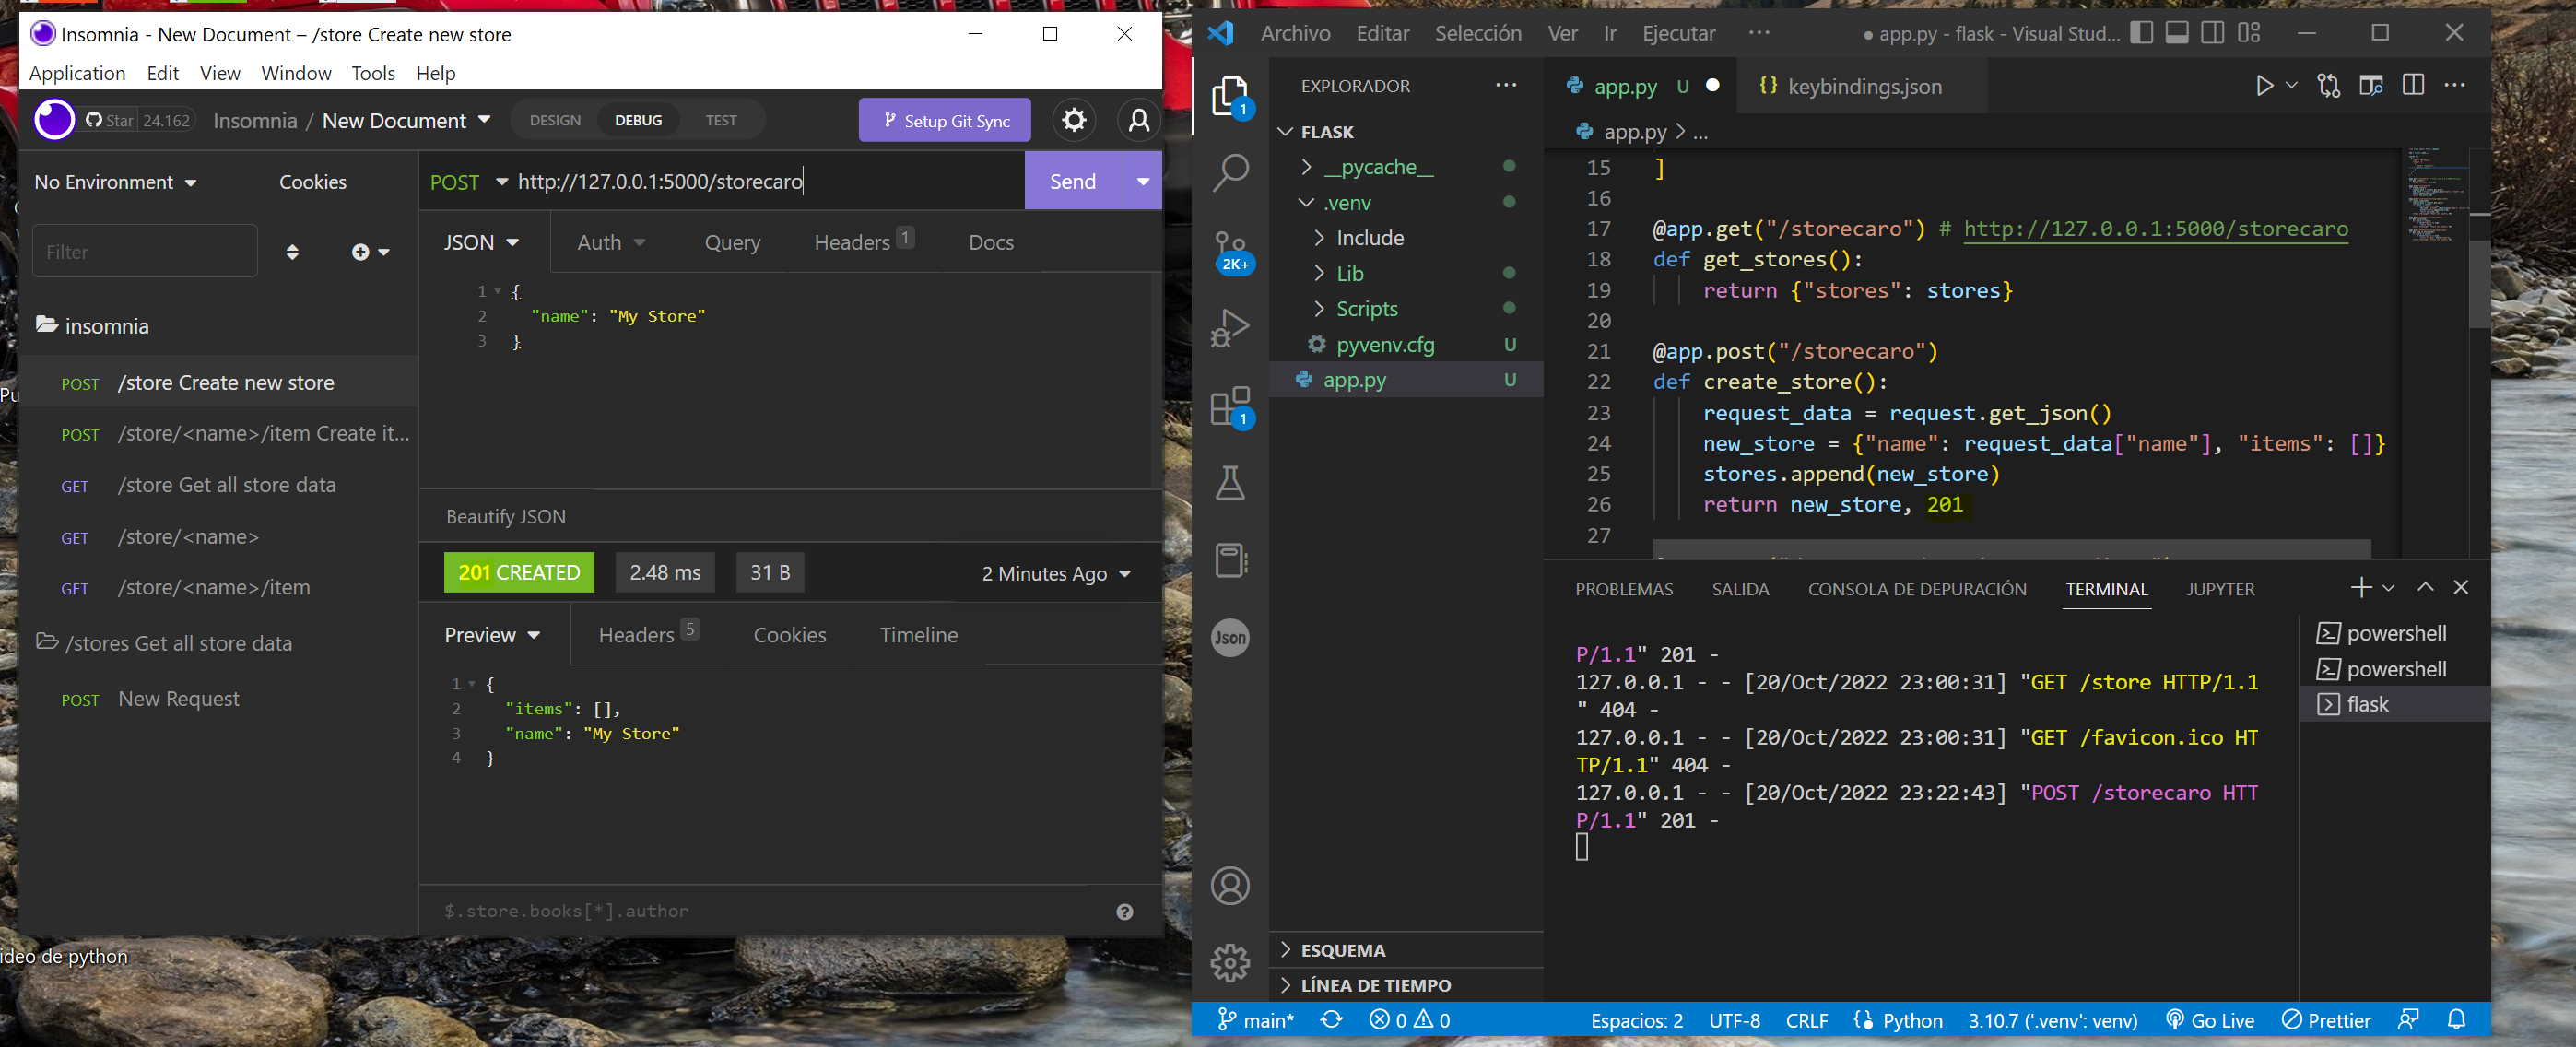 Insomnia - New Document – /store Create new store
Application Edit View Window Tools Help
Star 24.162 Insomnia / New Document DESIGN DEBUG TEST Setup Git Sync
No Environment Cookies
POST http://127.0.0.1:5000/storecaro Send
Filter
JSON Auth Query Headers 1 Docs
1 {
2 "name": "My Store"
3 }
insomnia
POST /store Create new store
POST /store/<name>/item Create it...
GET /store Get all store data
GET /store/<name>
GET /store/<name>/item
/stores Get all store data
POST New Request
Beautify JSON
201 CREATED 2.48 ms 31 B 2 Minutes Ago
Preview Headers 5 Cookies Timeline
1 {
2 "items": [],
3 "name": "My Store"
4 }
$.store.books[*].author
Pu
ideo de python
Archivo Editar Selección Ver Ir Ejecutar ··· ● app.py - flask - Visual Stud...
EXPLORADOR ···
1
2K+
1
Json
FLASK
__pycache__
.venv
Include
Lib
Scripts
pyvenv.cfg U
app.py U
ESQUEMA
LÍNEA DE TIEMPO
app.py U ● {} keybindings.json
app.py > ...
15 ]
16
17 @app.get("/storecaro") # http://127.0.0.1:5000/storecaro
18 def get_stores():
19 return {"stores": stores}
20
21 @app.post("/storecaro")
22 def create_store():
23 request_data = request.get_json()
24 new_store = {"name": request_data["name"], "items": []}
25 stores.append(new_store)
26 return new_store, 201
27
PROBLEMAS SALIDA CONSOLA DE DEPURACIÓN TERMINAL JUPYTER
P/1.1" 201 -
127.0.0.1 - - [20/Oct/2022 23:00:31] "GET /store HTTP/1.1
" 404 -
127.0.0.1 - - [20/Oct/2022 23:00:31] "GET /favicon.ico HT
TP/1.1" 404 -
127.0.0.1 - - [20/Oct/2022 23:22:43] "POST /storecaro HTT
P/1.1" 201 -
powershell
powershell
flask
main* 0 0 Espacios: 2 UTF-8 CRLF Python 3.10.7 ('.venv': venv) Go Live Prettier